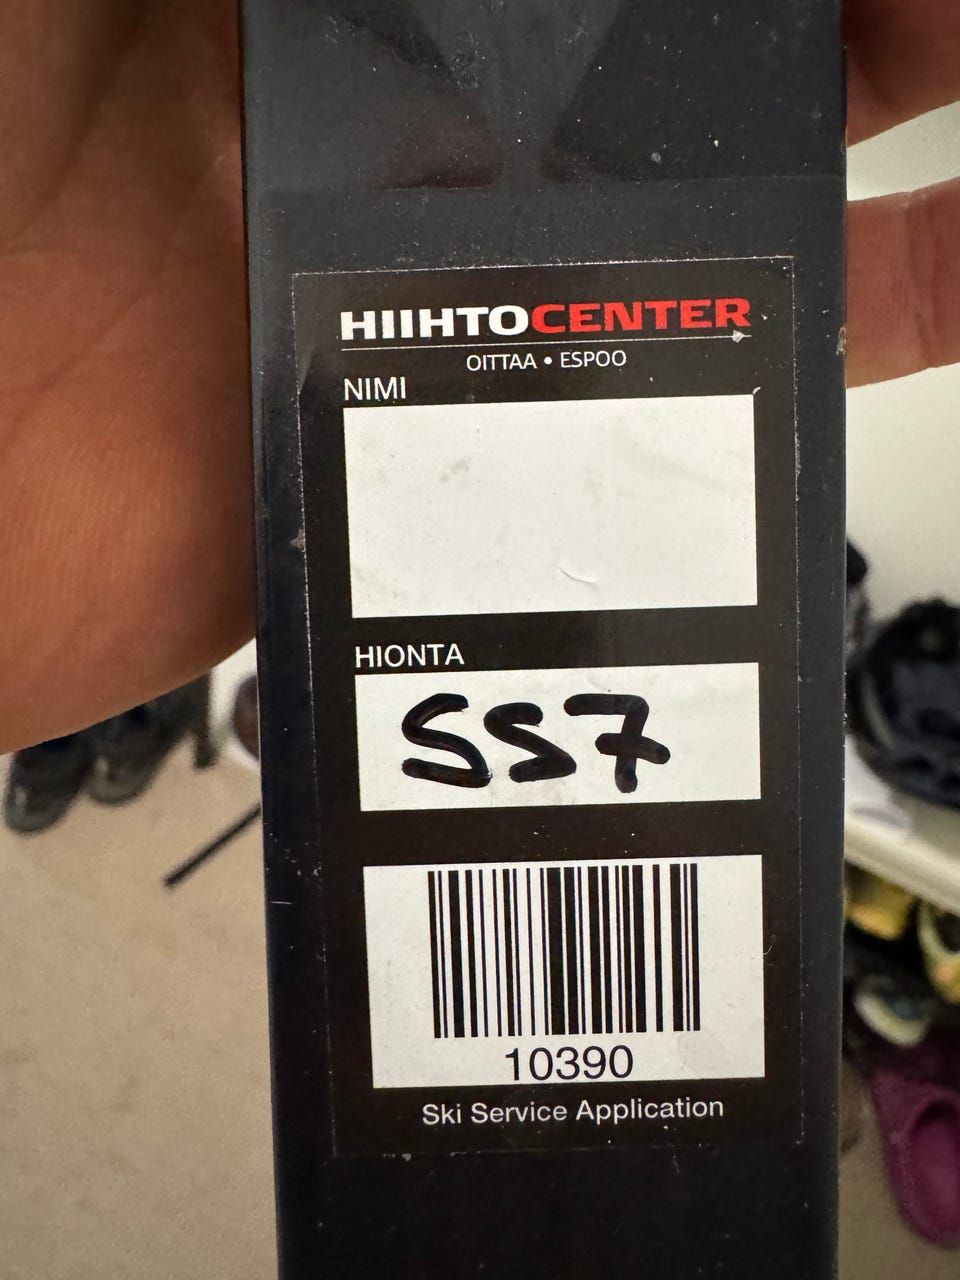 HIIHTOCENTER
OITTAA • ESPOO
NIMI
HIONTA
SS7
10390
Ski Service Application